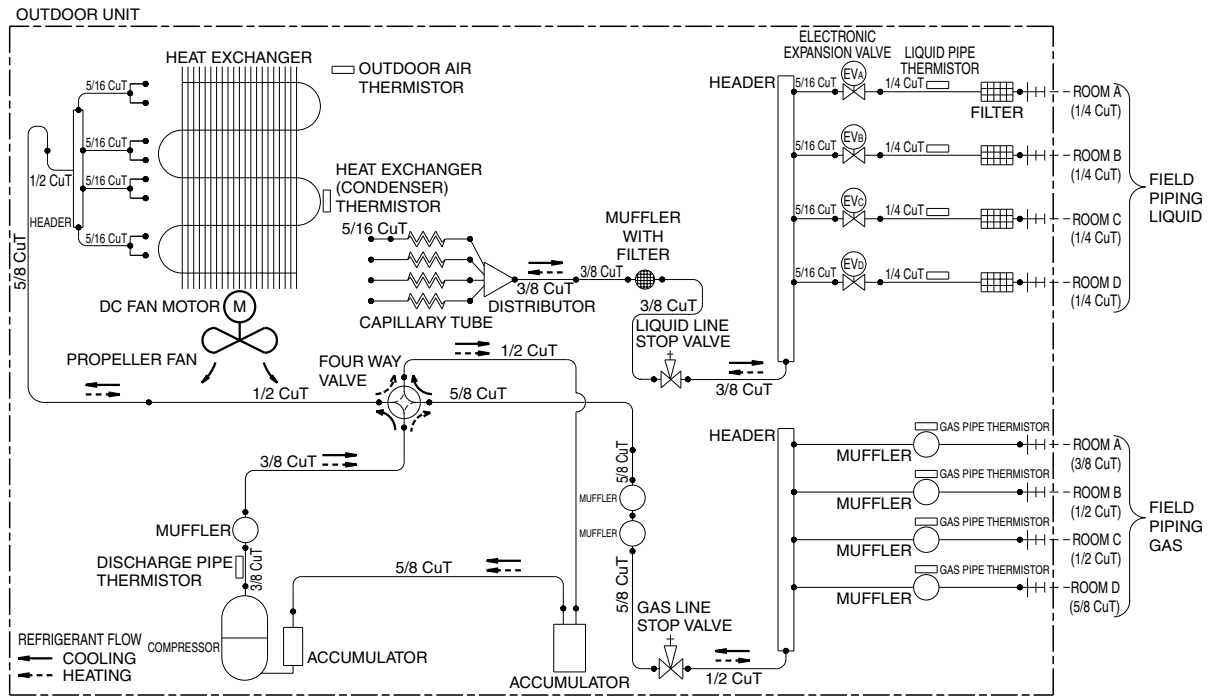 OUTDOOR UNIT
HEAT EXCHANGER
OUTDOOR AIR
THERMISTOR
5/16 CuT
5/16 CuT
5/16 CuT
5/16 CuT
1/2 CuT
HEADER
5/8 CuT
HEAT EXCHANGER
(CONDENSER)
THERMISTOR
5/16 CuT
DC FAN MOTOR
M
PROPELLER FAN
CAPILLARY TUBE
DISTRIBUTOR
3/8 CuT
3/8 CuT
MUFFLER
WITH
FILTER
3/8 CuT
LIQUID LINE
STOP VALVE
3/8 CuT
HEADER
ELECTRONIC
EXPANSION VALVE
LIQUID PIPE
THERMISTOR
5/16 CuT
EVA
1/4 CuT
FILTER
ROOM A
(1/4 CuT)
5/16 CuT
EVB
1/4 CuT
ROOM B
(1/4 CuT)
5/16 CuT
EVC
1/4 CuT
ROOM C
(1/4 CuT)
5/16 CuT
EVD
1/4 CuT
ROOM D
(1/4 CuT)
FIELD
PIPING
LIQUID
FOUR WAY
VALVE
1/2 CuT
1/2 CuT
5/8 CuT
3/8 CuT
MUFFLER
DISCHARGE PIPE
THERMISTOR
3/8 CuT
COMPRESSOR
ACCUMULATOR
5/8 CuT
ACCUMULATOR
5/8 CuT
MUFFLER
MUFFLER
5/8 CuT
GAS LINE
STOP VALVE
1/2 CuT
HEADER
GAS PIPE THERMISTOR
MUFFLER
ROOM A
(3/8 CuT)
GAS PIPE THERMISTOR
MUFFLER
ROOM B
(1/2 CuT)
GAS PIPE THERMISTOR
MUFFLER
ROOM C
(1/2 CuT)
GAS PIPE THERMISTOR
MUFFLER
ROOM D
(5/8 CuT)
FIELD
PIPING
GAS
REFRIGERANT FLOW
COOLING
HEATING